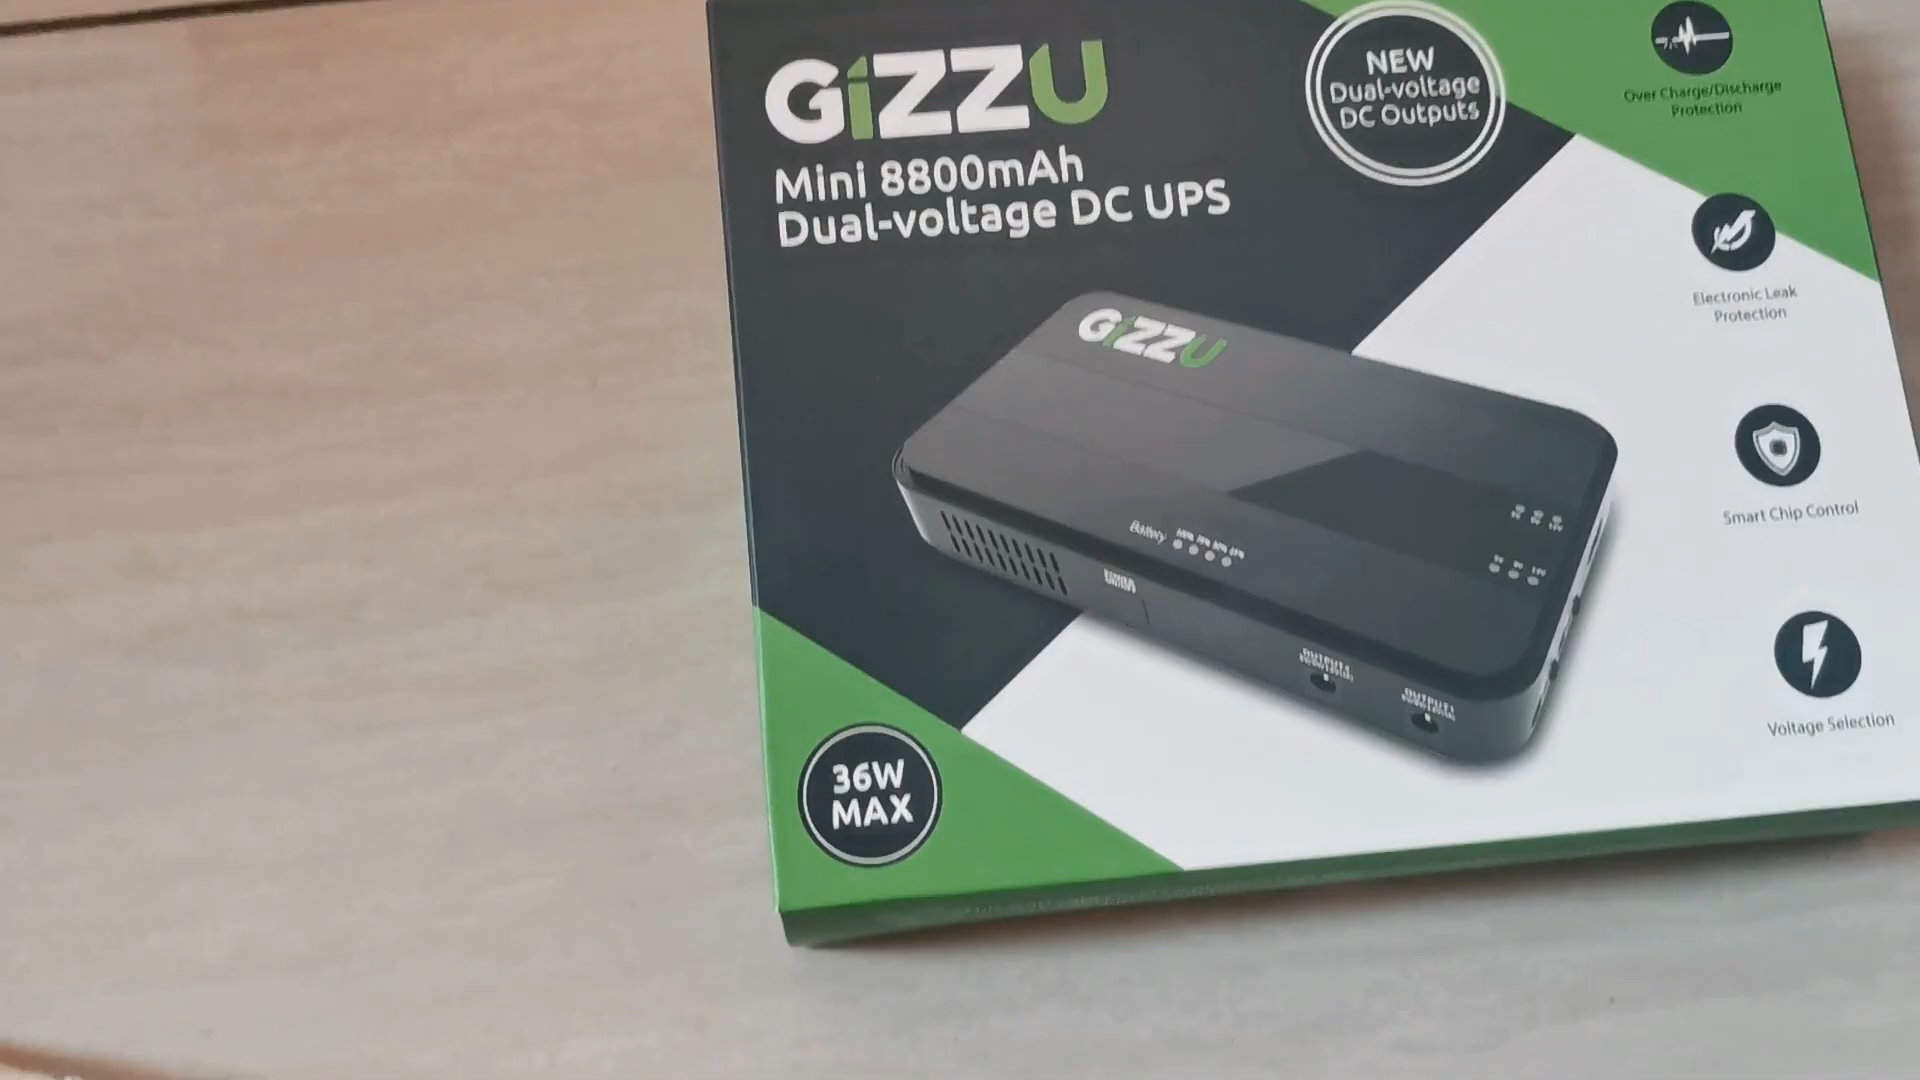 GiZZU
Mini 8800mAh
Dual-voltage DC UPS
NEW
Dual-voltage
DC Outputs
Over Charge/Discharge
Protection
Electronic Leak
Protection
Smart Chip Control
Voltage Selection
GiZZU
Battery
36W
MAX